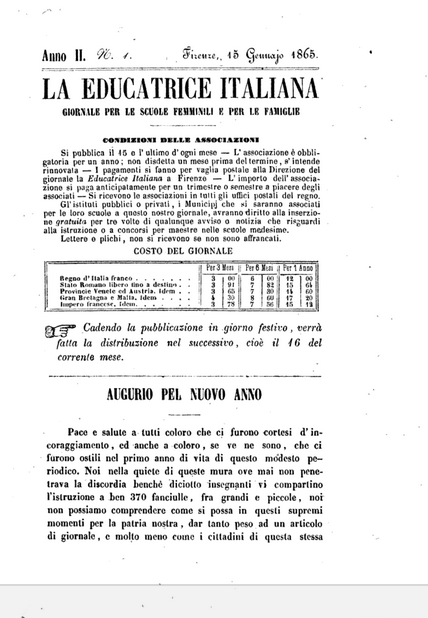 Anno II. N. 1. Firenze, 15 Gennajo 1865.
LA EDUCATRICE ITALIANA
GIORNALE PER LE SCUOLE FEMMINILI E PER LE FAMIGLIE
CONDIZIONI DELLE ASSOCIAZIONI
Si pubblica il 15 e l' ultimo d' ogni mese — L' associazione è obbli-
gatoria per un anno; non disdetta un mese prima del termine, s' intende
rinnovata — I pagamenti si fanno per vaglia postale alla Direzione del
giornale la Educatrice Italiana a Firenze — L' importo dell' associa-
zione si paga anticipatamente per un trimestre o semestre a piacere degli
associati — Si ricevono le associazioni in tutti gli uffici postali del regno.
Gl' istituti pubblici o privati, i Municipj che si saranno associati
per le loro scuole a questo nostro giornale, avranno diritto alla inserzio-
ne gratuita per tre volte di qualunque avviso o notizia che risguardi
alla istruzione o a concorsi per maestre nelle scuole medesime.
Lettere o plichi, non si ricevono se non sono affrancati.
COSTO DEL GIORNALE
Per 3 Mesi Per 6 Mesi Per 1 Anno
Regno d' Italia franco . . . . . . . 3 00 6 00 12 00
Stato Romano libero fino a destino . . 3 91 7 82 15 64
Provincie Venete ed Austria, Idem . . 3 65 7 30 14 60
Gran Bretagna e Malta, Idem . . . . 4 30 8 60 17 20
Impero francese, Idem. . . . . . . 3 78 7 56 15 12
Cadendo la pubblicazione in giorno festivo, verrà
fatta la distribuzione nel successivo, cioè il 16 del
corrente mese.
AUGURIO PEL NUOVO ANNO
Pace e salute a tutti coloro che ci furono cortesi d' in-
coraggiamento, ed anche a coloro, se ve ne sono, che ci
furono ostili nel primo anno di vita di questo modesto pe-
riodico. Noi nella quiete di queste mura ove mai non pene-
trava la discordia benchè diciotto insegnanti vi compartino
l'istruzione a ben 370 fanciulle, fra grandi e piccole, noi
non possiamo comprendere come si possa in questi supremi
momenti per la patria nostra, dar tanto peso ad un articolo
di giornale, e molto meno come i cittadini di questa stessa